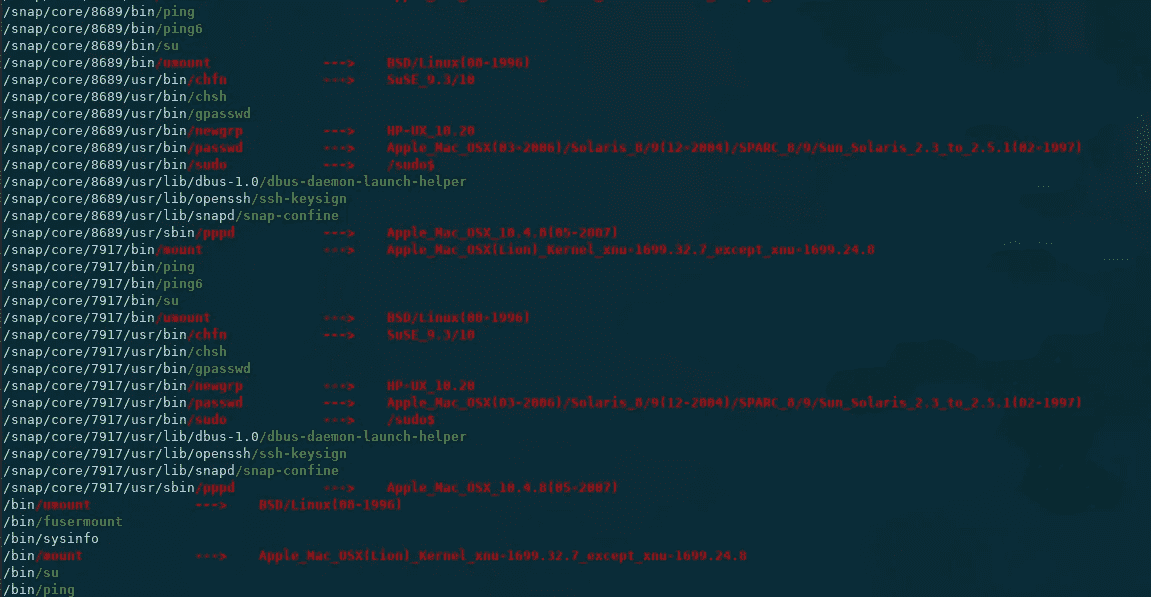 /snap/core/8689/bin/ping
/snap/core/8689/bin/ping6
/snap/core/8689/bin/su
/snap/core/8689/bin/umount ---> BSD/Linux(08-1996)
/snap/core/8689/usr/bin/chfn ---> SuSE_9.3/10
/snap/core/8689/usr/bin/chsh
/snap/core/8689/usr/bin/gpasswd
/snap/core/8689/usr/bin/newgrp ---> HP-UX_10.20
/snap/core/8689/usr/bin/passwd ---> Apple_Mac_OSX(03-2006)/Solaris_8/9(12-2004)/SPARC_8/9/Sun_Solaris_2.3_to_2.5.1(02-1997)
/snap/core/8689/usr/bin/sudo ---> /sudo$
/snap/core/8689/usr/lib/dbus-1.0/dbus-daemon-launch-helper
/snap/core/8689/usr/lib/openssh/ssh-keysign
/snap/core/8689/usr/lib/snapd/snap-confine
/snap/core/8689/usr/sbin/pppd ---> Apple_Mac_OSX_10.4.8(05-2007)
/snap/core/7917/bin/mount ---> Apple_Mac_OSX(Lion)_Kernel_xnu-1699.32.7_except_xnu-1699.24.8
/snap/core/7917/bin/ping
/snap/core/7917/bin/ping6
/snap/core/7917/bin/su
/snap/core/7917/bin/umount ---> BSD/Linux(08-1996)
/snap/core/7917/usr/bin/chfn ---> SuSE_9.3/10
/snap/core/7917/usr/bin/chsh
/snap/core/7917/usr/bin/gpasswd
/snap/core/7917/usr/bin/newgrp ---> HP-UX_10.20
/snap/core/7917/usr/bin/passwd ---> Apple_Mac_OSX(03-2006)/Solaris_8/9(12-2004)/SPARC_8/9/Sun_Solaris_2.3_to_2.5.1(02-1997)
/snap/core/7917/usr/bin/sudo ---> /sudo$
/snap/core/7917/usr/lib/dbus-1.0/dbus-daemon-launch-helper
/snap/core/7917/usr/lib/openssh/ssh-keysign
/snap/core/7917/usr/lib/snapd/snap-confine
/snap/core/7917/usr/sbin/pppd ---> Apple_Mac_OSX_10.4.8(05-2007)
/bin/umount ---> BSD/Linux(08-1996)
/bin/fusermount
/bin/sysinfo
/bin/mount ---> Apple_Mac_OSX(Lion)_Kernel_xnu-1699.32.7_except_xnu-1699.24.8
/bin/su
/bin/ping